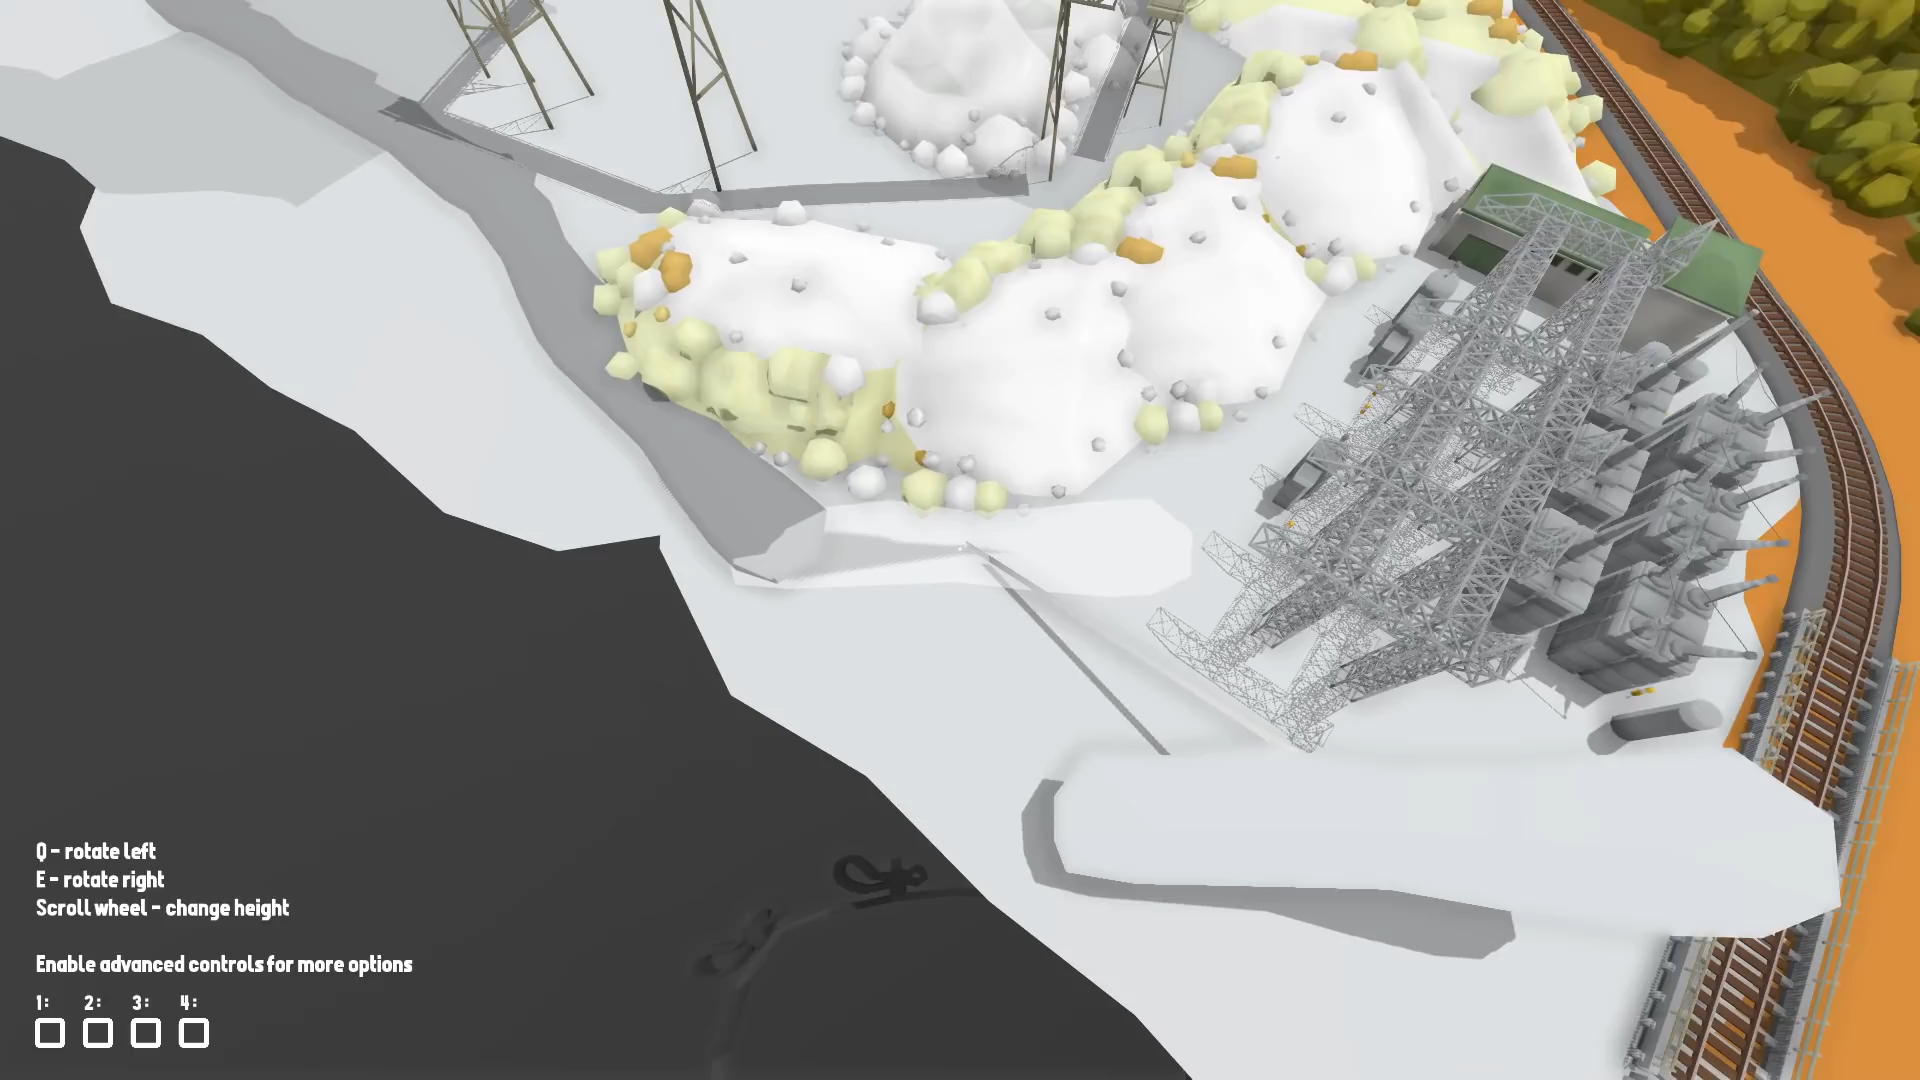 Q - rotate left
E - rotate right
Scroll wheel - change height
Enable advanced controls for more options
1: 2: 3: 4: